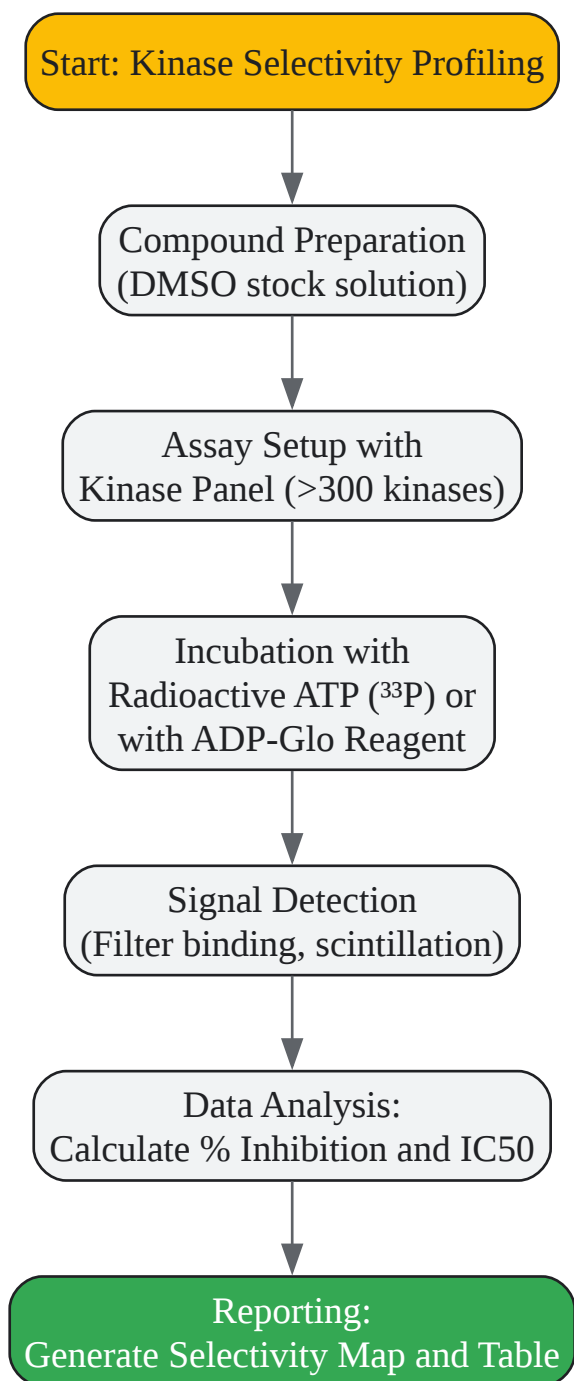 Start: Kinase Selectivity Profiling
Compound Preparation
(DMSO stock solution)
Assay Setup with
Kinase Panel (>300 kinases)
Incubation with
Radioactive ATP (³³P) or
with ADP-Glo Reagent
Signal Detection
(Filter binding, scintillation)
Data Analysis:
Calculate % Inhibition and IC50
Reporting:
Generate Selectivity Map and Table